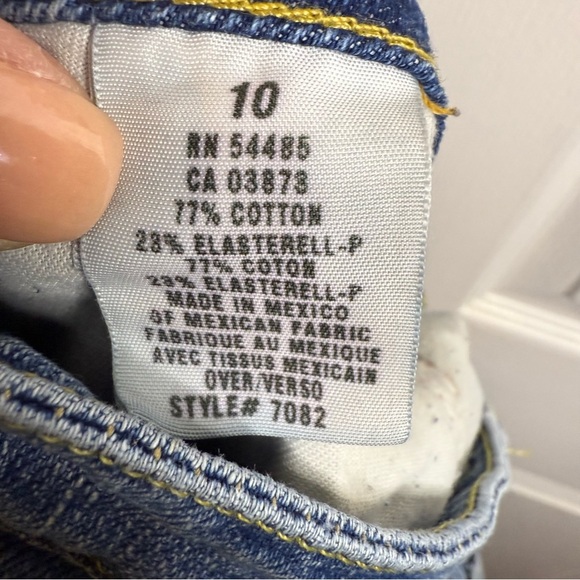 10
RN 54485
CA 03873
77% COTTON
23% ELASTERELL-P
77% COTON
23% ELASTERELL-P
MADE IN MEXICO
OF MEXICAN FABRIC
FABRIQUE AU MEXIQUE
AVEC TISSUS MEXICAIN
OVER/VERSO
STYLE# 7082